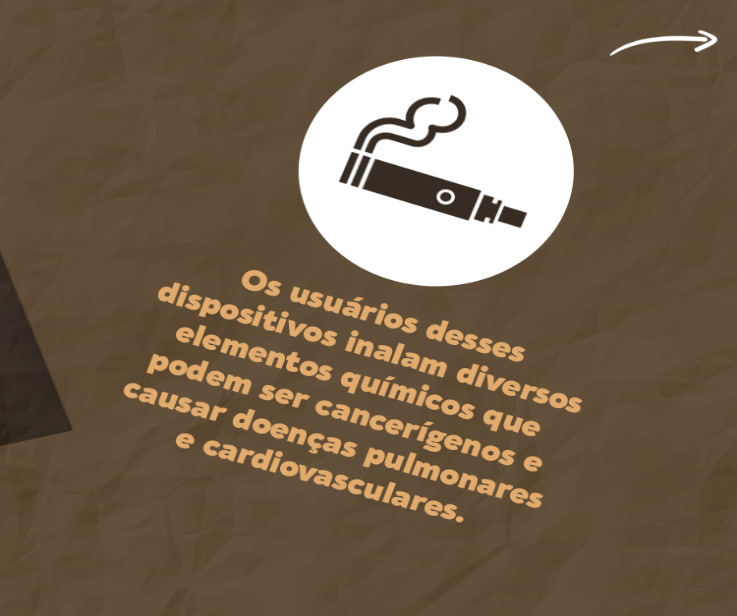 Os usuários desses
dispositivos inalam diversos
elementos químicos que
podem ser cancerígenos e
causar doenças pulmonares
e cardiovasculares.